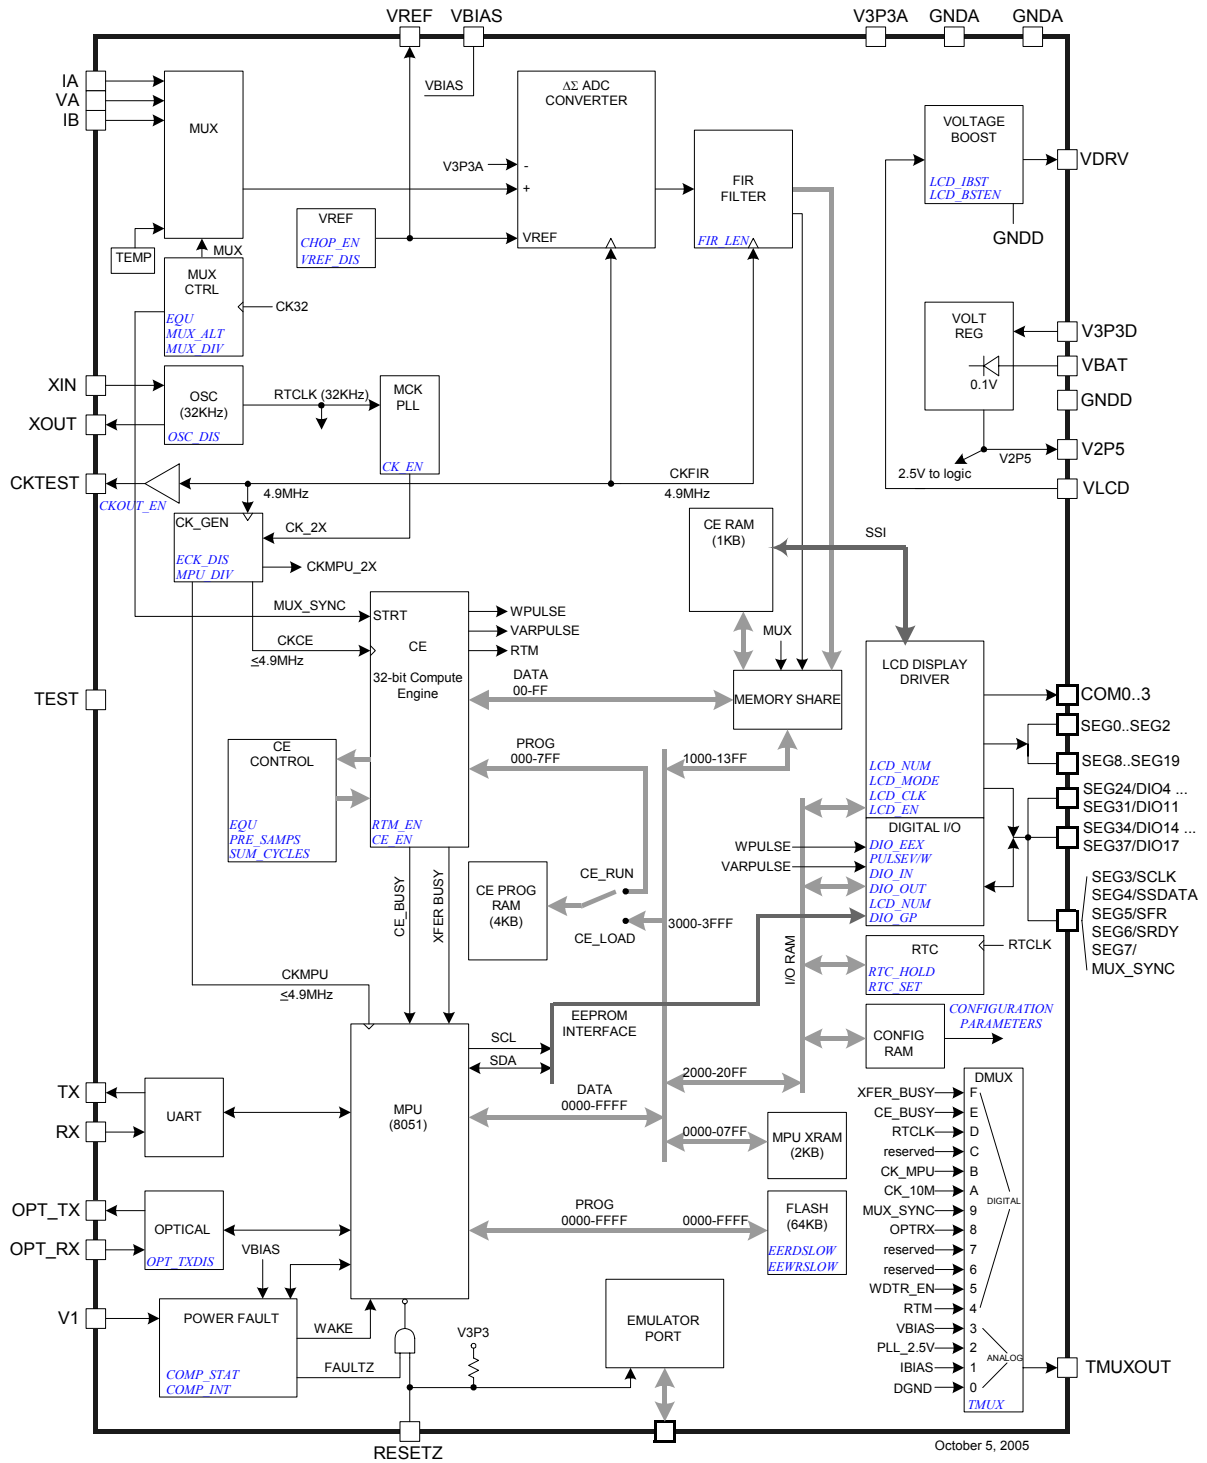 VREF VBIAS V3P3A GNDA GNDA
IA
VA
IB
MUX
VBIAS
ΔΣ ADC
CONVERTER
V3P3A
-
+
VREF
FIR
FILTER
FIR_LEN
VOLTAGE
BOOST
LCD_IBST
LCD_BSTEN
VDRV
GNDD
VREF
CHOP_EN
VREF_DIS
TEMP
MUX
MUX
CTRL
EQU
MUX_ALT
MUX_DIV
CK32
VOLT
REG
0.1V
V3P3D
VBAT
GNDD
V2P5
V2P5
2.5V to logic
VLCD
XIN
XOUT
OSC
(32KHz)
OSC_DIS
RTCLK (32KHz)
MCK
PLL
CK_EN
CKTEST
CKOUT_EN
4.9MHz
CKFIR
4.9MHz
CK_GEN
ECK_DIS
MPU_DIV
CK_2X
CKMPU_2X
CE RAM
(1KB)
SSI
MUX_SYNC
CKCE
≤4.9MHz
STRT
CE
32-bit Compute
Engine
RTM_EN
CE_EN
WPULSE
VARPULSE
RTM
DATA
00-FF
MUX
MEMORY SHARE
LCD DISPLAY
DRIVER
LCD_NUM
LCD_MODE
LCD_CLK
LCD_EN
COM0..3
SEG0..SEG2
SEG8..SEG19
SEG24/DIO4 ...
SEG31/DIO11
SEG34/DIO14 ...
SEG37/DIO17
SEG3/SCLK
SEG4/SSDATA
SEG5/SFR
SEG6/SRDY
SEG7/
MUX_SYNC
TEST
CE
CONTROL
EQU
PRE_SAMPS
SUM_CYCLES
PROG
000-7FF
1000-13FF
WPULSE
VARPULSE
DIGITAL I/O
DIO_EEX
PULSEV/W
DIO_IN
DIO_OUT
LCD_NUM
DIO_GP
CE_BUSY
XFER BUSY
CE PROG
RAM
(4KB)
CE_RUN
CE_LOAD
3000-3FFF
I/O RAM
RTC
RTC_HOLD
RTC_SET
RTCLK
CKMPU
≤4.9MHz
EEPROM
INTERFACE
SCL
SDA
CONFIG
RAM
CONFIGURATION
PARAMETERS
2000-20FF
MPU
(8051)
DATA
0000-FFFF
0000-07FF
MPU XRAM
(2KB)
TX
RX
UART
OPT_TX
OPT_RX
OPTICAL
OPT_TXDIS
PROG
0000-FFFF
0000-FFFF
FLASH
(64KB)
EERDSLOW
EEWRSLOW
VBIAS
V1
POWER FAULT
COMP_STAT
COMP_INT
WAKE
FAULTZ
V3P3
EMULATOR
PORT
RESETZ
DMUX
XFER_BUSY F
CE_BUSY E
RTCLK D
reserved C
CK_MPU B
CK_10M A
MUX_SYNC 9
OPTRX 8
reserved 7
reserved 6
WDTR_EN 5
RTM 4
VBIAS 3
PLL_2.5V 2
IBIAS 1
DGND 0
DIGITAL
ANALOG
TMUX
TMUXOUT
October 5, 2005